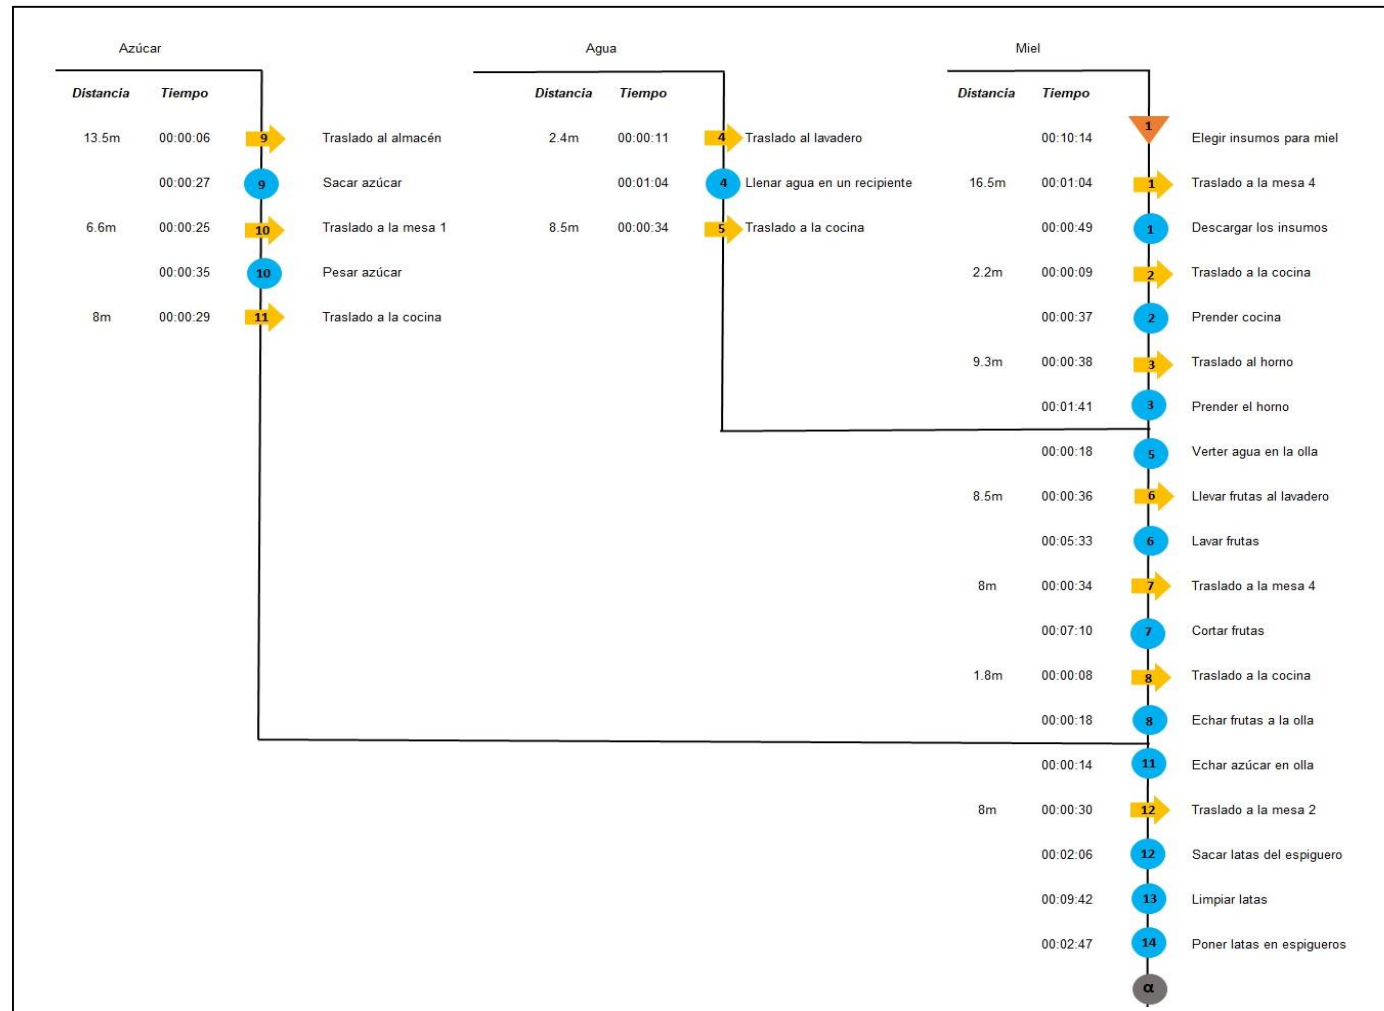 Azúcar
Distancia Tiempo
13.5m 00:00:06 9 Traslado al almacén
00:00:27 9 Sacar azúcar
6.6m 00:00:25 10 Traslado a la mesa 1
00:00:35 10 Pesar azúcar
8m 00:00:29 11 Traslado a la cocina
Agua
Distancia Tiempo
2.4m 00:00:11 4 Traslado al lavadero
00:01:04 4 Llenar agua en un recipiente
8.5m 00:00:34 5 Traslado a la cocina
Miel
Distancia Tiempo
00:10:14 1 Elegir insumos para miel
16.5m 00:01:04 1 Traslado a la mesa 4
00:00:49 1 Descargar los insumos
2.2m 00:00:09 2 Traslado a la cocina
00:00:37 2 Prender cocina
9.3m 00:00:38 3 Traslado al horno
00:01:41 3 Prender el horno
00:00:18 5 Verter agua en la olla
8.5m 00:00:36 6 Llevar frutas al lavadero
00:05:33 6 Lavar frutas
8m 00:00:34 7 Traslado a la mesa 4
00:07:10 7 Cortar frutas
1.8m 00:00:08 8 Traslado a la cocina
00:00:18 8 Echar frutas a la olla
00:00:14 11 Echar azúcar en olla
8m 00:00:30 12 Traslado a la mesa 2
00:02:06 12 Sacar latas del espiguero
00:09:42 13 Limpiar latas
00:02:47 14 Poner latas en espigueros
α